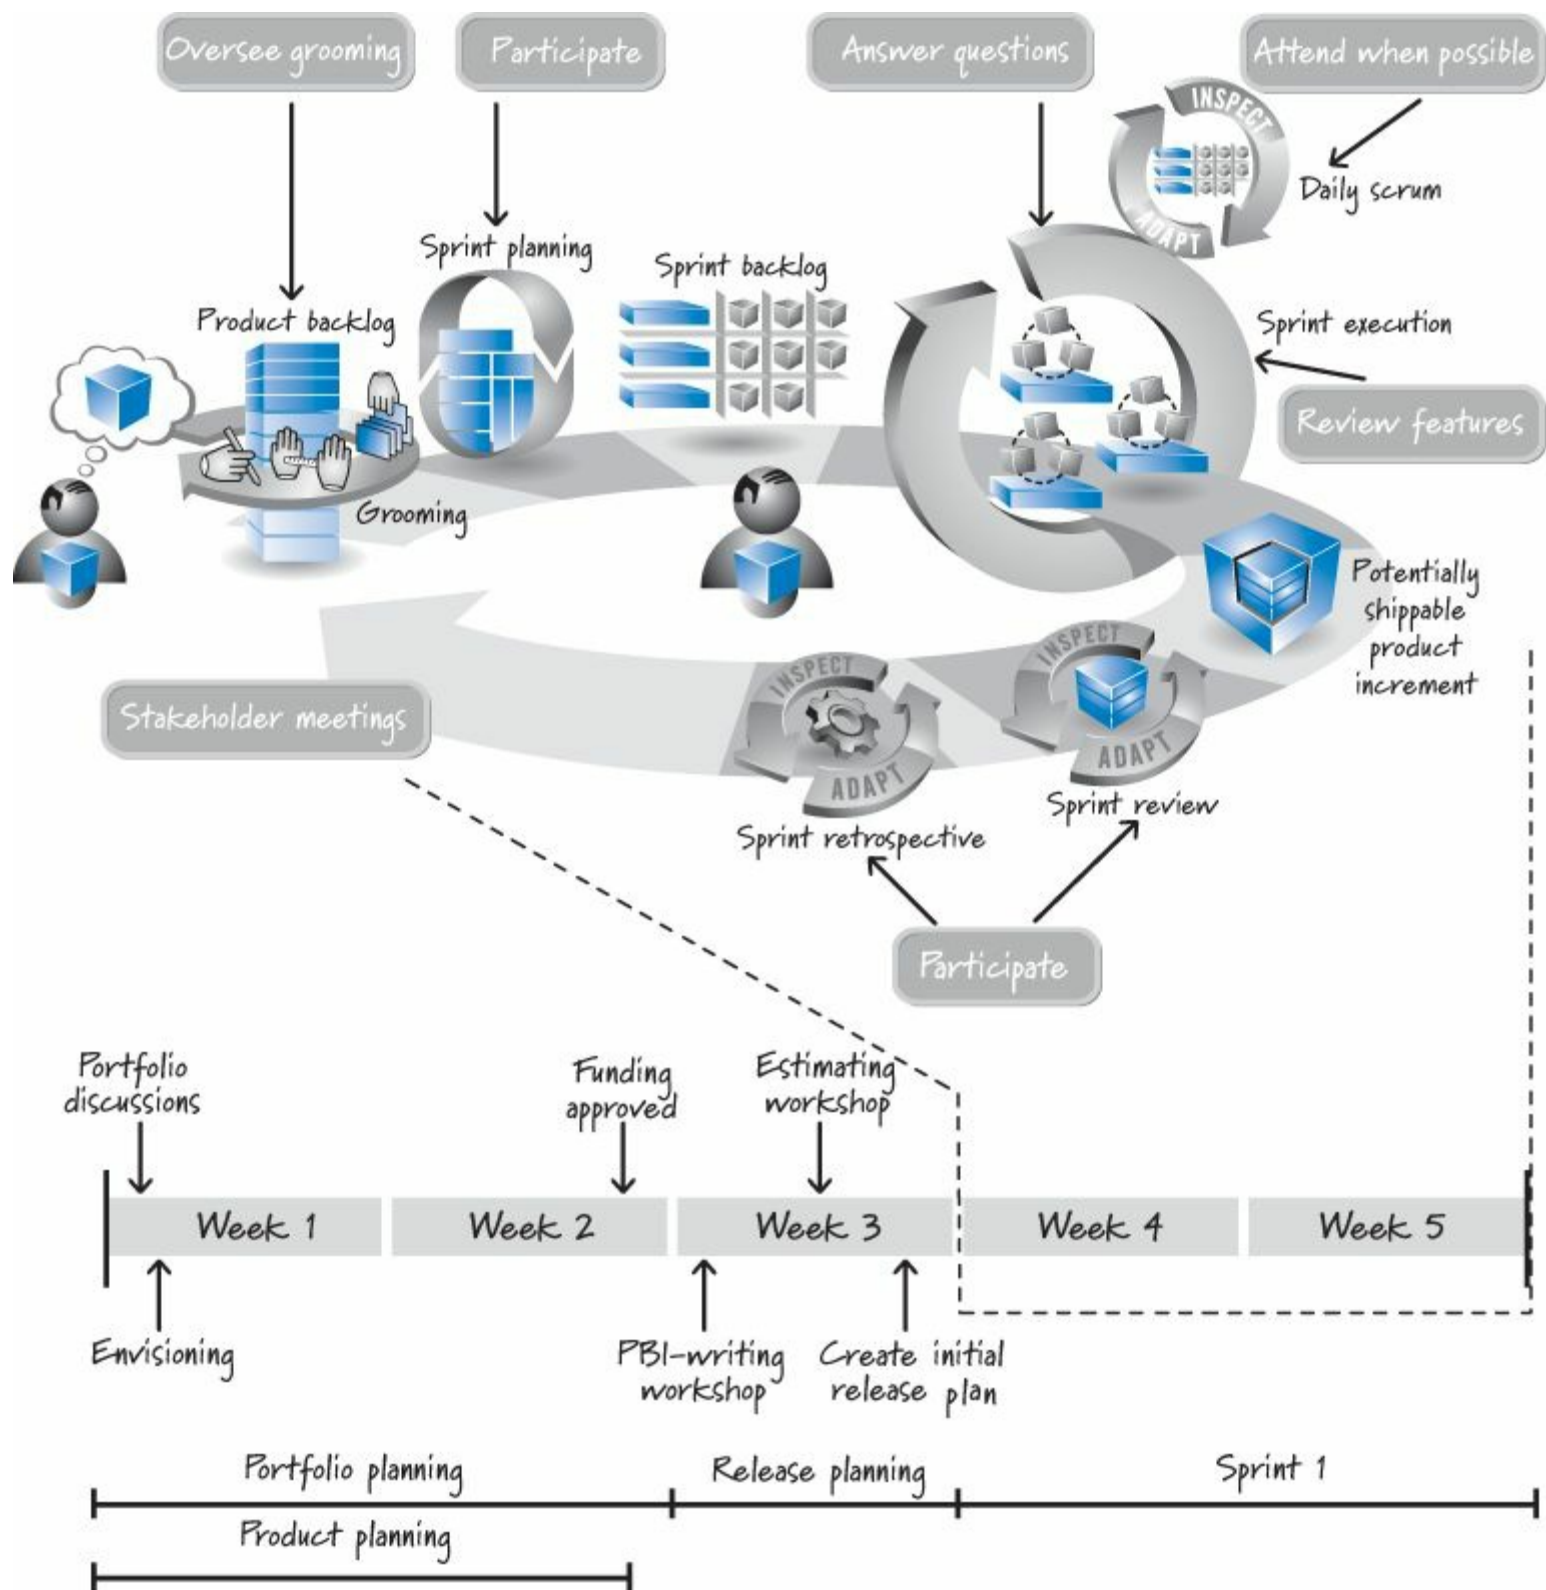 Oversee grooming
Participate
Answer questions
Attend when possible
INSPECT
ADAPT
Daily scrum
Sprint planning
Sprint backlog
Product backlog
Sprint execution
Review features
Grooming
Potentially
shippable
product
increment
Stakeholder meetings
INSPECT
ADAPT
INSPECT
ADAPT
Sprint review
Sprint retrospective
Participate
Portfolio
discussions
Funding
approved
Estimating
workshop
Week 1
Week 2
Week 3
Week 4
Week 5
Envisioning
PBI-writing
workshop
Create initial
release plan
Portfolio planning
Release planning
Sprint 1
Product planning